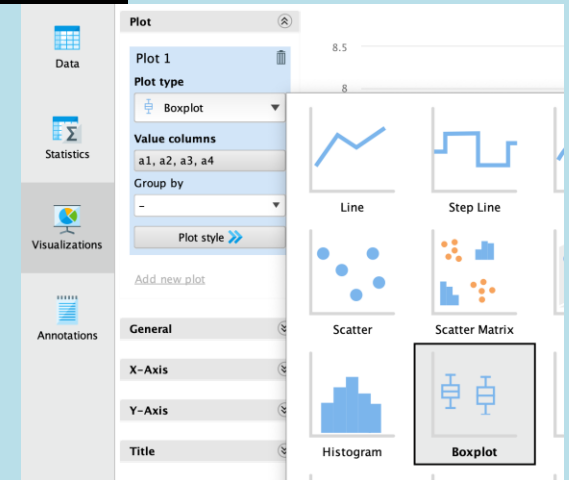 Data
Statistics
Visualizations
Annotations
Plot
Plot 1
Plot type
Boxplot
Value columns
a1, a2, a3, a4
Group by
-
Plot style
Add new plot
General
X-Axis
Y-Axis
Title
8.5
8
Line
Step Line
Scatter
Scatter Matrix
Histogram
Boxplot